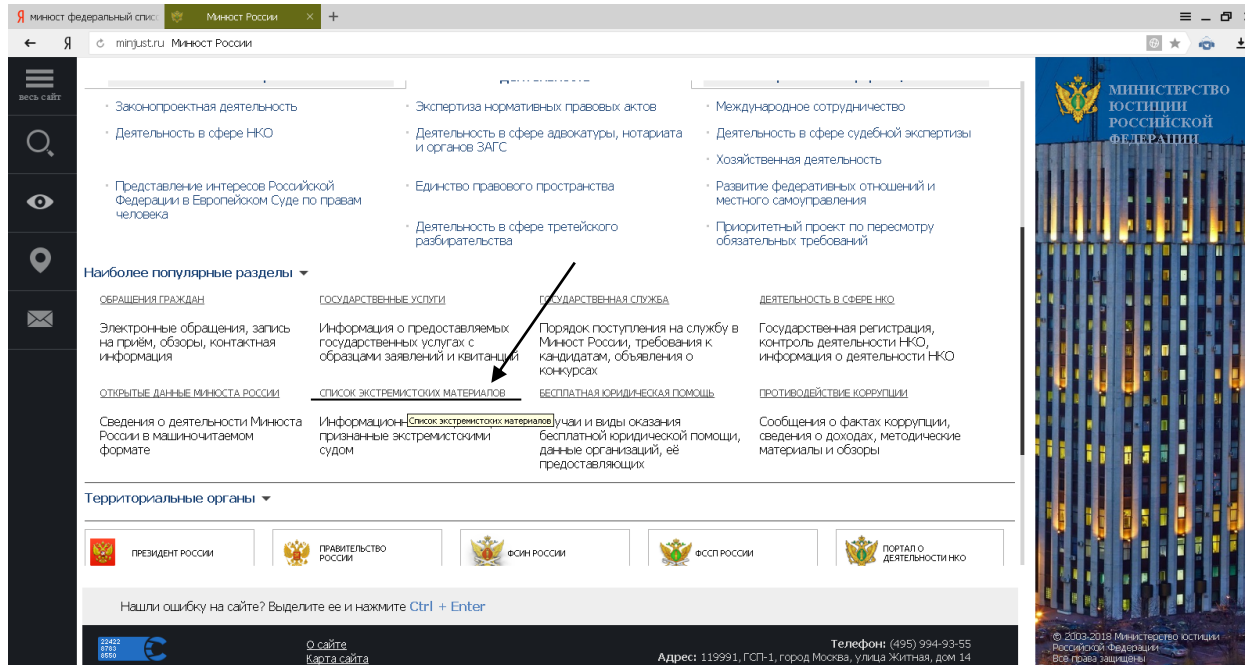 минюст федеральный спис
Минюст России
minjust.ru Минюст России
весь сайт
МИНИСТЕРСТВО
ЮСТИЦИИ
РОССИЙСКОЙ
ФЕДЕРАЦИИ
Законопроектная деятельность
Экспертиза нормативных правовых актов
Международное сотрудничество
Деятельность в сфере НКО
Деятельность в сфере адвокатуры, нотариата
и органов ЗАГС
Деятельность в сфере судебной экспертизы
Хозяйственная деятельность
Представление интересов Российской
Федерации в Европейском Суде по правам
человека
Единство правового пространства
Развитие федеративных отношений и
местного самоуправления
Деятельность в сфере третейского
разбирательства
Приоритетный проект по пересмотру
обязательных требований
Наиболее популярные разделы
ОБРАЩЕНИЯ ГРАЖДАН
Электронные обращения, запись
на приём, обзоры, контактная
информация
ГОСУДАРСТВЕННЫЕ УСЛУГИ
Информация о предоставляемых
государственных услугах с
образцами заявлений и квитанций
ГОСУДАРСТВЕННАЯ СЛУЖБА
Порядок поступления на службу в
Минюст России, требования к
кандидатам, объявления о
конкурсах
ДЕЯТЕЛЬНОСТЬ В СФЕРЕ НКО
Государственная регистрация,
контроль деятельности НКО,
информация о деятельности НКО
ОТКРЫТЫЕ ДАННЫЕ МИНЮСТА РОССИИ
Сведения о деятельности Минюста
России в машиночитаемом
формате
СПИСОК ЭКСТРЕМИСТСКИХ МАТЕРИАЛОВ
Информационн
Список экстремистских материалов
признанные экстремистскими
судом
БЕСПЛАТНАЯ ЮРИДИЧЕСКАЯ ПОМОЩЬ
лучаи и виды оказания
бесплатной юридической помощи,
данные организаций, её
предоставляющих
ПРОТИВОДЕЙСТВИЕ КОРРУПЦИИ
Сообщения о фактах коррупции,
сведения о доходах, методические
материалы и обзоры
Территориальные органы
ПРЕЗИДЕНТ РОССИИ
ПРАВИТЕЛЬСТВО
РОССИИ
ФСИН РОССИИ
ФССП РОССИИ
ПОРТАЛ О
ДЕЯТЕЛЬНОСТИ НКО
Нашли ошибку на сайте? Выделите ее и нажмите Ctrl + Enter
22422
8783
8550
О сайте
Карта сайта
Телефон: (495) 994-93-55
Адрес: 119991, ГСП-1, город Москва, улица Житная, дом 14
© 2003-2018 Министерство юстиции
Российской Федерации
Все права защищены